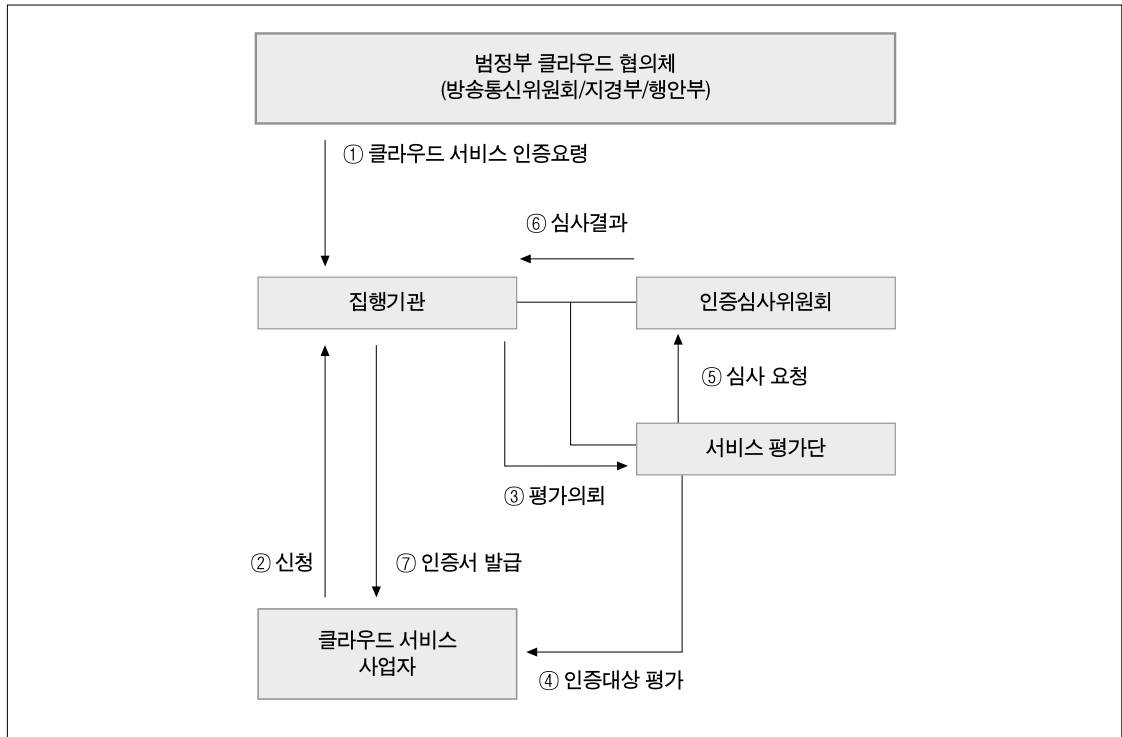 범정부 클라우드 협의체
(방송통신위원회/지경부/행안부)
① 클라우드 서비스 인증요령
⑥ 심사결과
집행기관
인증심사위원회
⑤ 심사 요청
서비스 평가단
③ 평가의뢰
② 신청
⑦ 인증서 발급
클라우드 서비스
사업자
④ 인증대상 평가